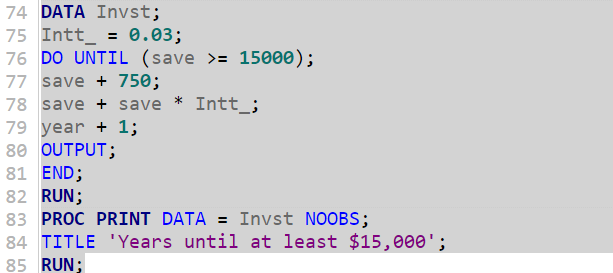 74 DATA Invst;
75 Intt_ = 0.03;
76 DO UNTIL (save >= 15000);
77 save + 750;
78 save + save * Intt_;
79 year + 1;
80 OUTPUT;
81 END;
82 RUN;
83 PROC PRINT DATA = Invst NOOBS;
84 TITLE 'Years until at least $15,000';
85 RUN;